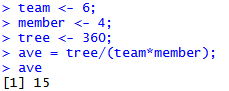 > team <- 6;
> member <- 4;
> tree <- 360;
> ave = tree/(team*member);
> ave
[1] 15